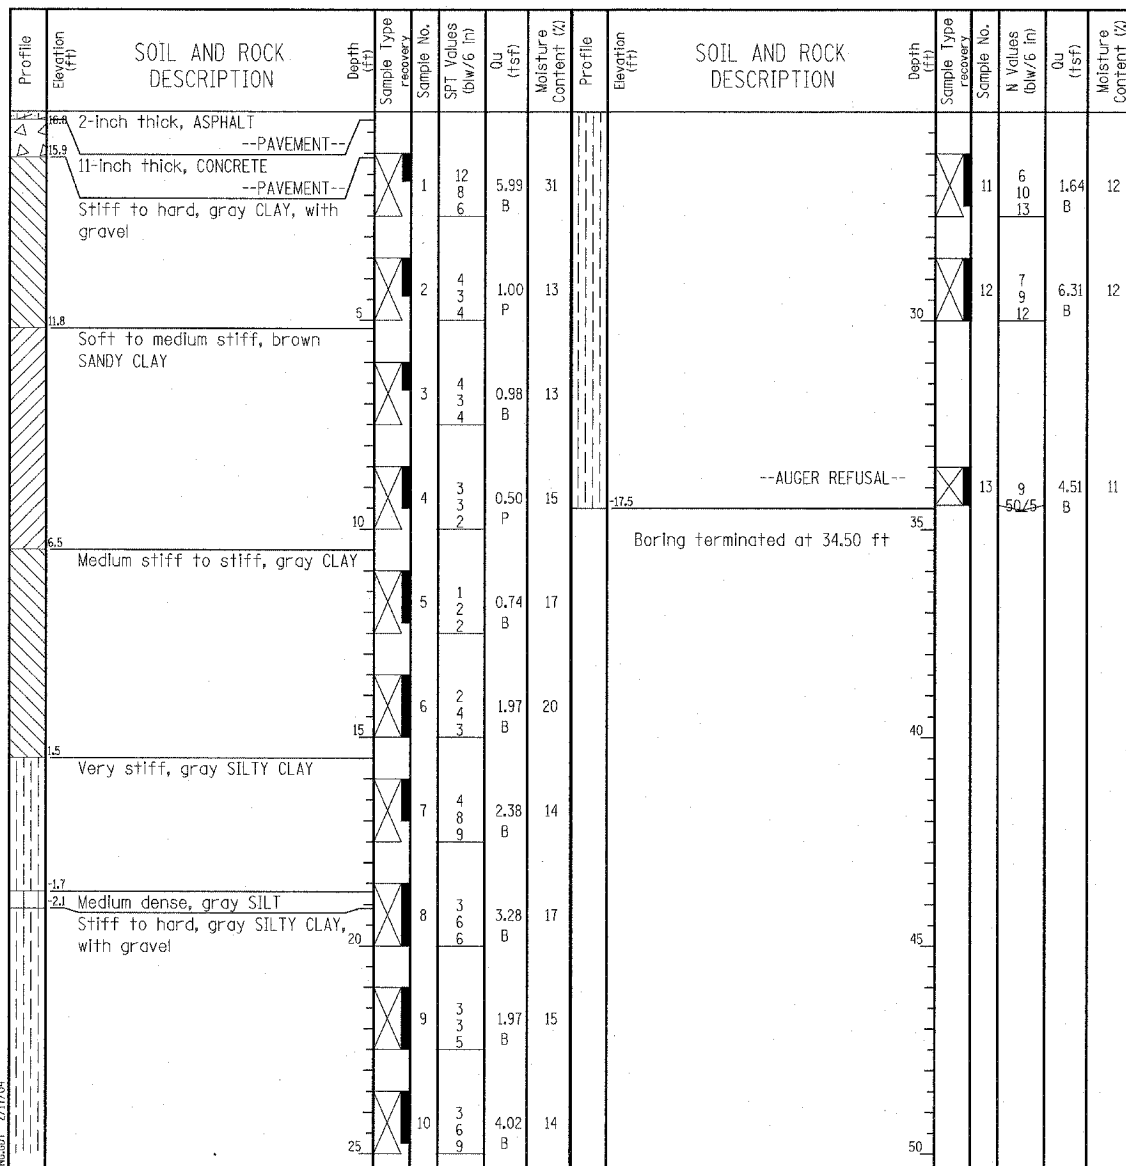 Profile
Elevation (ft)
SOIL AND ROCK DESCRIPTION
Depth (ft)
Sample Type recovery
Sample No.
SPT Values (blw/6 in)
Qu (tsf)
Moisture Content (%)
Profile
Elevation (ft)
SOIL AND ROCK DESCRIPTION
Depth (ft)
Sample Type recovery
Sample No.
N Values (blw/6 in)
Qu (tsf)
Moisture Content (%)
2-inch thick, ASPHALT
--PAVEMENT--
15.9
11-inch thick, CONCRETE
--PAVEMENT--
Stiff to hard, gray CLAY, with
gravel
1 12 8 6 5.99 B 31
2 4 3 4 1.00 P 13
5
11.8
Soft to medium stiff, brown
SANDY CLAY
3 4 3 4 0.98 B 13
4 3 3 2 0.50 P 15
10
6.5
Medium stiff to stiff, gray CLAY
5 1 2 2 0.74 B 17
6 2 4 3 1.97 B 20
15
1.5
Very stiff, gray SILTY CLAY
7 4 8 9 2.38 B 14
-1.7
-2.1 Medium dense, gray SILT
Stiff to hard, gray SILTY CLAY,
with gravel
8 3 6 6 3.28 B 17
20
9 3 3 5 1.97 B 15
10 3 6 9 4.02 B 14
25
11 6 10 13 1.64 B 12
12 7 9 12 6.31 B 12
30
--AUGER REFUSAL--
13 9 50/5 4.51 B 11
-17.5
35
Boring terminated at 34.50 ft
40
45
50